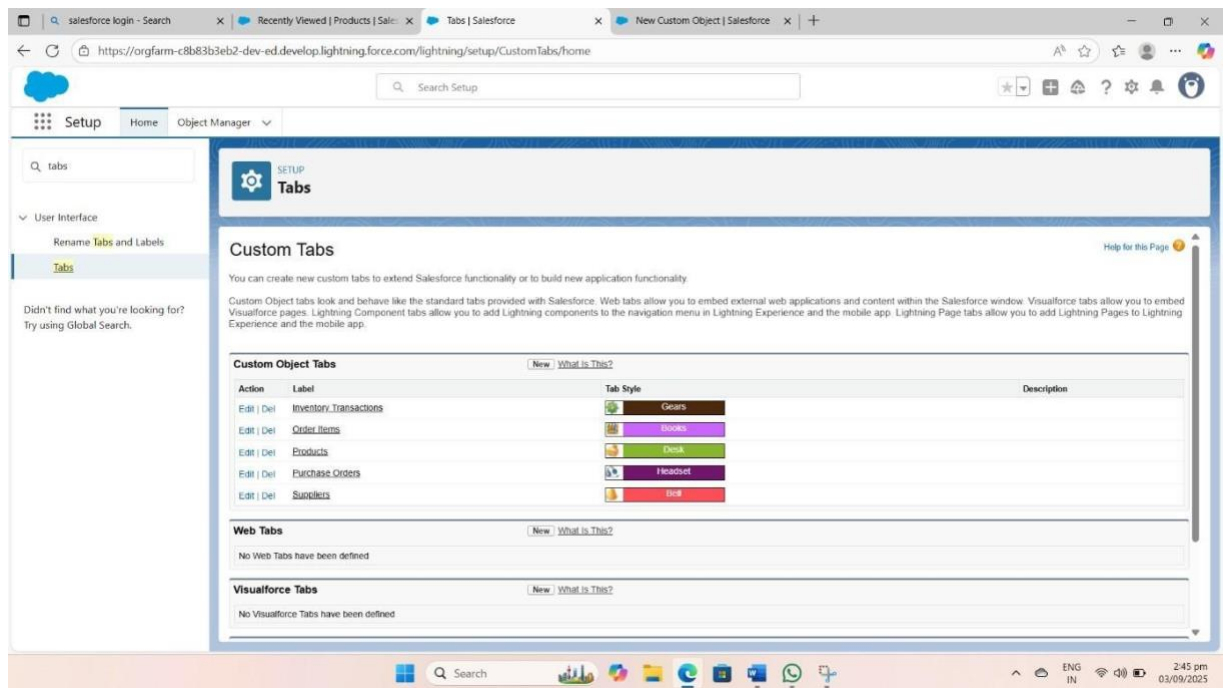 salesforce login - Search
Recently Viewed | Products | Sales
Tabs | Salesforce
New Custom Object | Salesforce
https://orgfarm-c8b83b3eb2-dev-ed.develop.lightning.force.com/lightning/setup/CustomTabs/home
Search Setup
Setup Home Object Manager
tabs
User Interface
Rename Tabs and Labels
Tabs
Didn't find what you're looking for?
Try using Global Search.
SETUP
Tabs
Custom Tabs
Help for this Page
You can create new custom tabs to extend Salesforce functionality or to build new application functionality.
Custom Object tabs look and behave like the standard tabs provided with Salesforce. Web tabs allow you to embed external web applications and content within the Salesforce window. Visualforce tabs allow you to embed
Visualforce pages. Lightning Component tabs allow you to add Lightning components to the navigation menu in Lightning Experience and the mobile app. Lightning Page tabs allow you to add Lightning Pages to Lightning
Experience and the mobile app.
Custom Object Tabs New What Is This?
Action Label Tab Style Description
Edit | Del Inventory Transactions Gears
Edit | Del Order Items Books
Edit | Del Products Desk
Edit | Del Purchase Orders Headset
Edit | Del Suppliers Bell
Web Tabs New What Is This?
No Web Tabs have been defined
Visualforce Tabs New What Is This?
No Visualforce Tabs have been defined
Search
ENG
IN
2:45 pm
03/09/2025